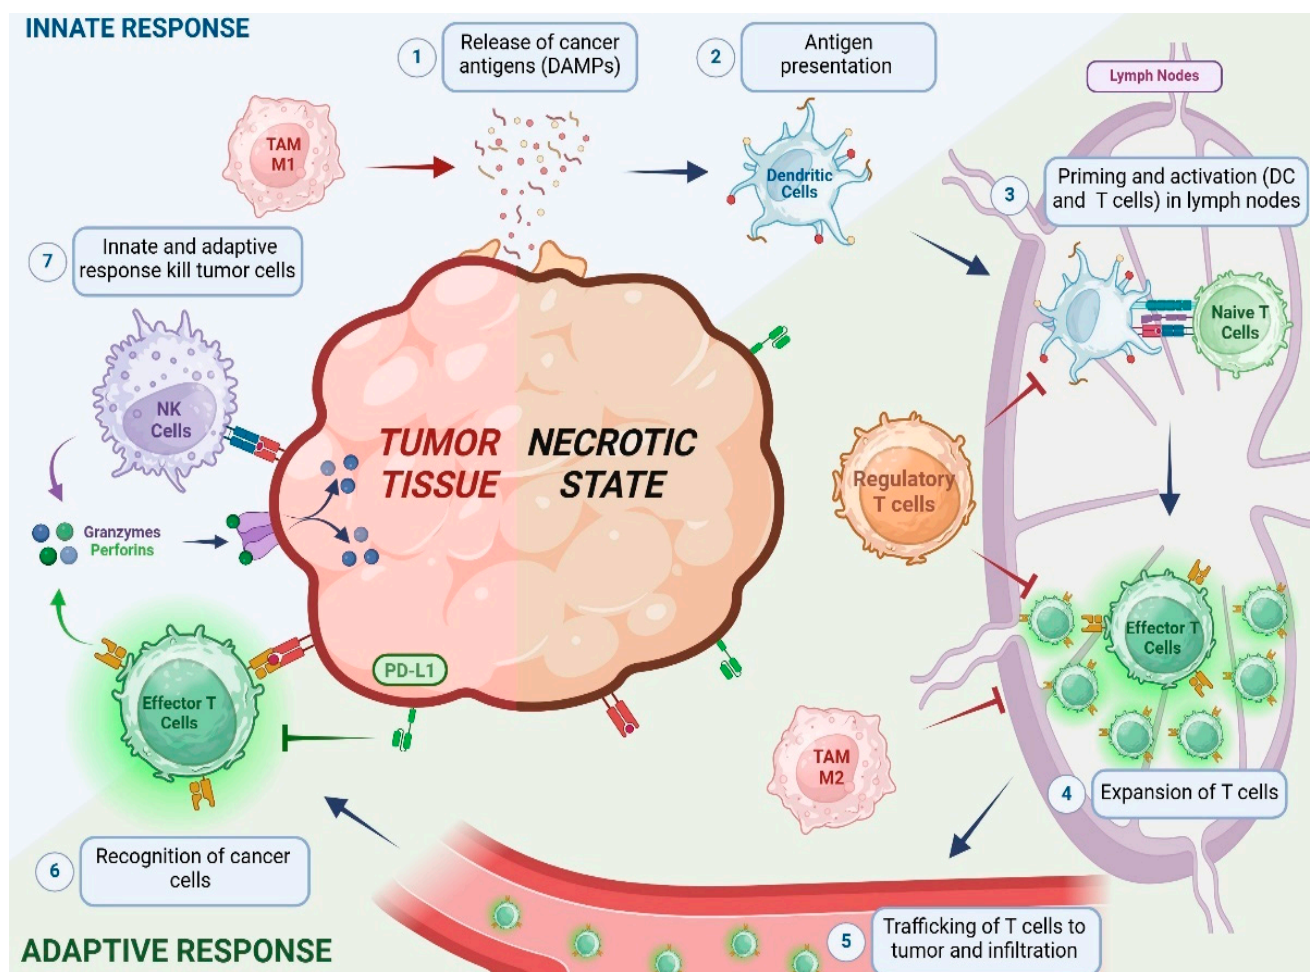 INNATE RESPONSE
1
Release of cancer
antigens (DAMPs)
2
Antigen
presentation
Lymph Nodes
TAM
M1
Dendritic
Cells
3
Priming and activation (DC
and T cells) in lymph nodes
7
Innate and adaptive
response kill tumor cells
Naive T
Cells
NK
Cells
TUMOR
TISSUE
NECROTIC
STATE
Regulatory
T cells
Granzymes
Perforins
Effector T
Cells
PD-L1
Effector T
Cells
TAM
M2
4
Expansion of T cells
6
Recognition of cancer
cells
5
Trafficking of T cells to
tumor and infiltration
ADAPTIVE RESPONSE